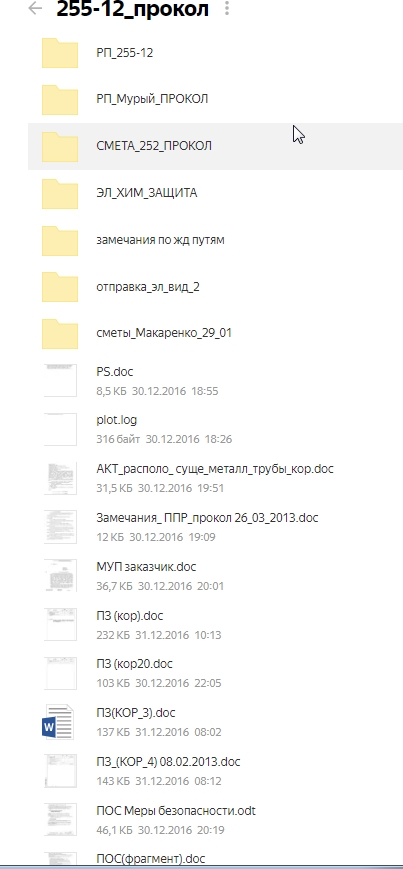 255-12_прокол
РП_255-12
РП_Мурый_ПРОКОЛ
СМЕТА_252_ПРОКОЛ
ЭЛ_ХИМ_ЗАЩИТА
замечания по жд путям
отправка_эл_вид_2
сметы_Макаренко_29_01
PS.doc
8,5 КБ 30.12.2016 18:55
plot.log
316 байт 30.12.2016 18:26
АКТ_располо_ суще_металл_трубы_кор.doc
31,5 КБ 30.12.2016 19:51
Замечания_ ППР_прокол 26_03_2013.doc
12 КБ 30.12.2016 19:09
МУП заказчик.doc
36,7 КБ 30.12.2016 20:01
ПЗ (кор).doc
232 КБ 31.12.2016 10:13
ПЗ (кор20.doc
103 КБ 30.12.2016 22:05
ПЗ(КОР_3).doc
137 КБ 31.12.2016 08:02
ПЗ_(КОР_4) 08.02.2013.doc
143 КБ 31.12.2016 08:12
ПОС Меры безопасности.odt
46,1 КБ 30.12.2016 20:19
ПОС(фрагмент).doc